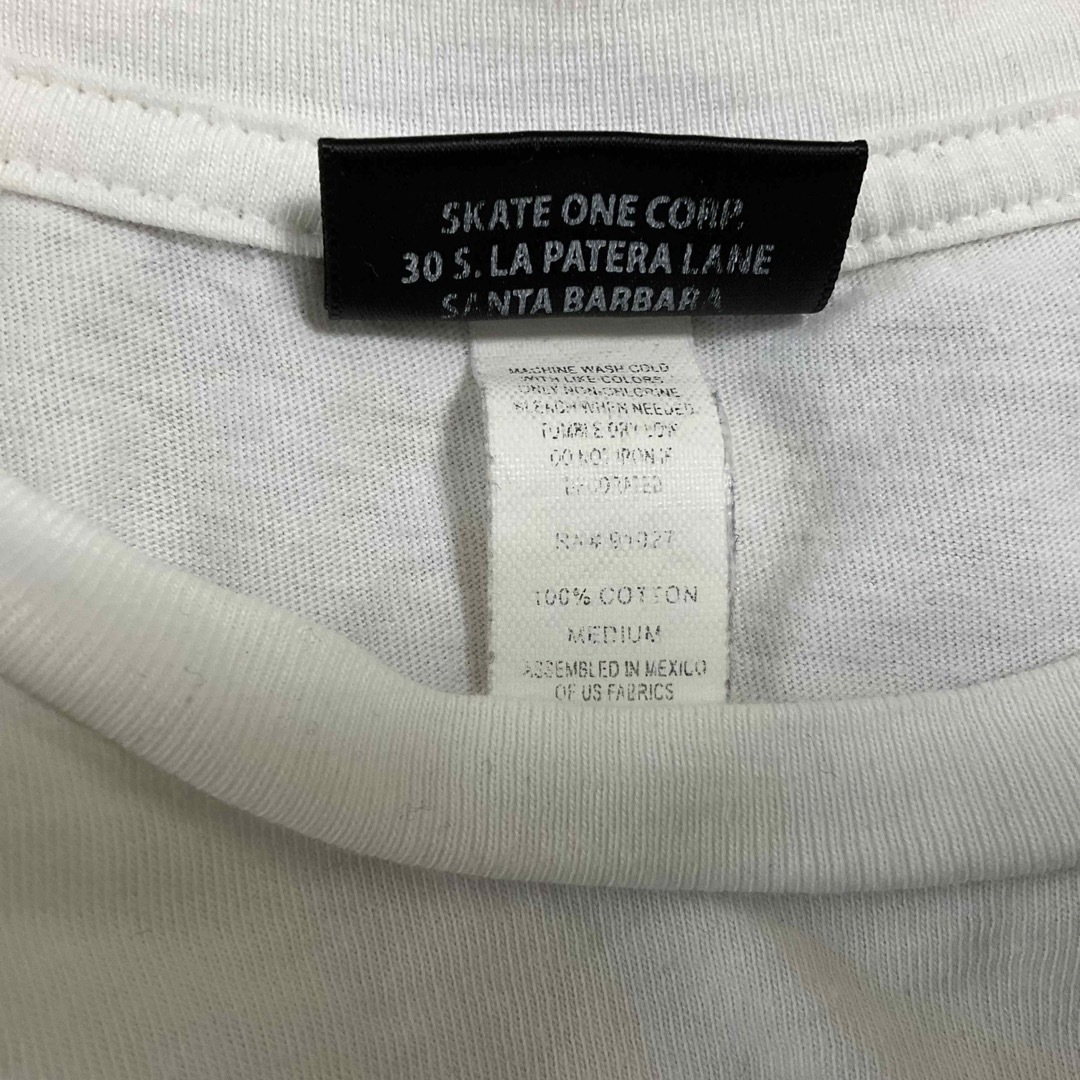 SKATE ONE CORP.
30 S. LA PATERA LANE
SANTA BARBARA
MACHINE WASH COLD
WITH LIKE COLORS
ONLY NON-CHLORINE
BLEACH WHEN NEEDED
TUMBLE DRY LOW
DO NOT IRON IF
DECORATED
RN#
100% COTTON
MEDIUM
ASSEMBLED IN MEXICO
OF US FABRICS